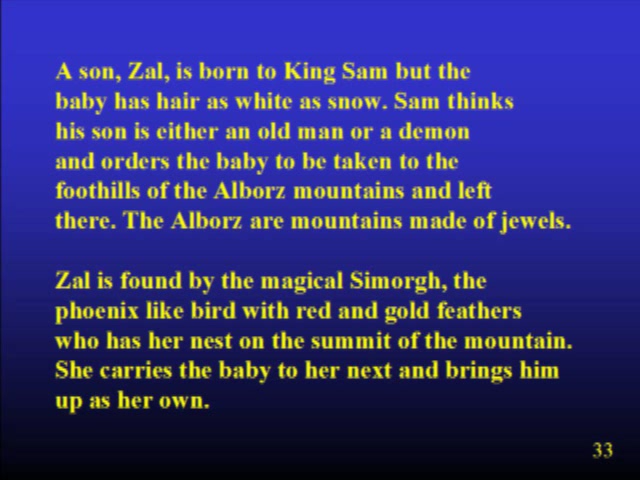 A son, Zal, is born to King Sam but the
baby has hair as white as snow. Sam thinks
his son is either an old man or a demon
and orders the baby to be taken to the
foothills of the Alborz mountains and left
there. The Alborz are mountains made of jewels.
Zal is found by the magical Simorgh, the
phoenix like bird with red and gold feathers
who has her nest on the summit of the mountain.
She carries the baby to her next and brings him
up as her own.
33